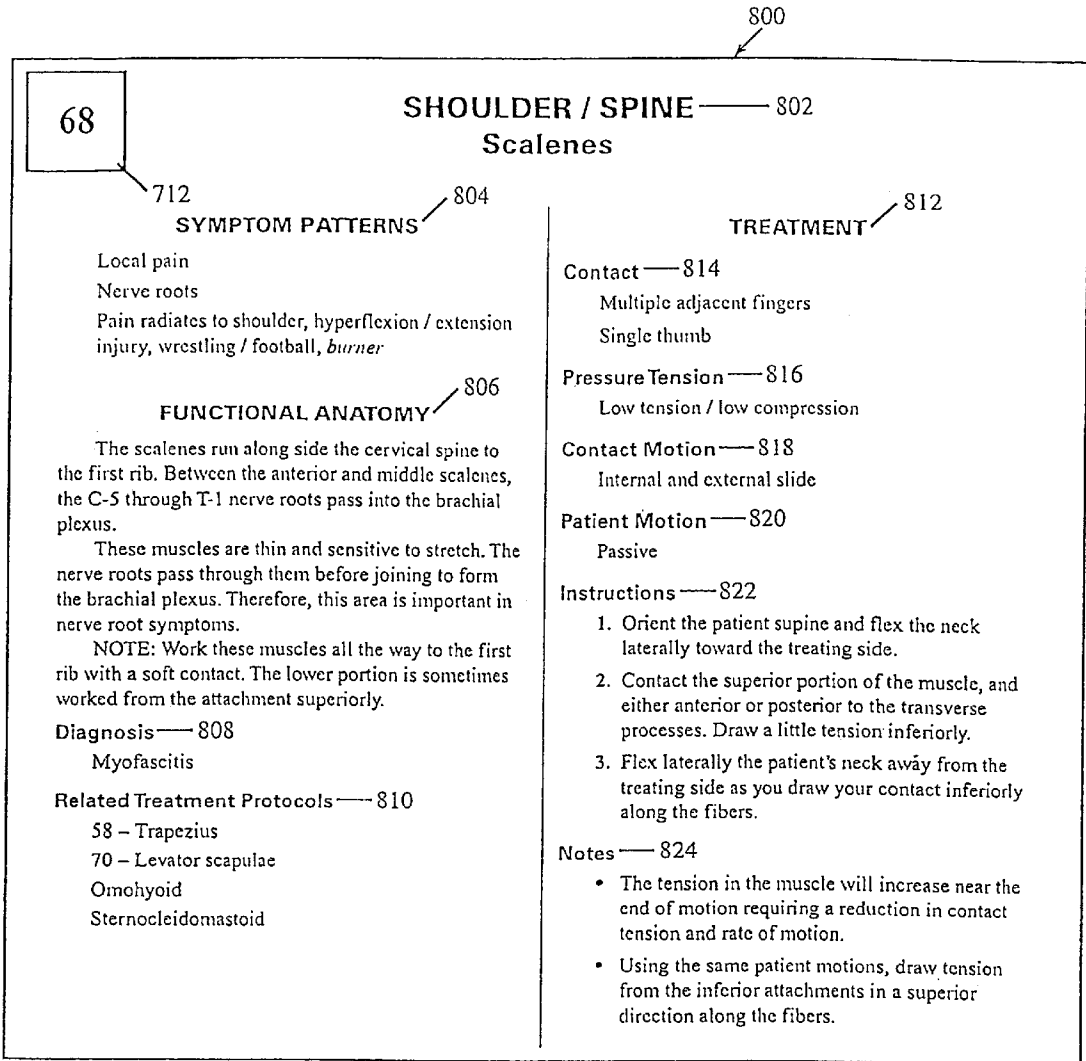 800
68
SHOULDER / SPINE 802
Scalenes
712
804
SYMPTOM PATTERNS
Local pain
Nerve roots
Pain radiates to shoulder, hyperflexion / extension
injury, wrestling / football, burner
806
FUNCTIONAL ANATOMY
The scalenes run along side the cervical spine to
the first rib. Between the anterior and middle scalenes,
the C-5 through T-1 nerve roots pass into the brachial
plexus.
These muscles are thin and sensitive to stretch. The
nerve roots pass through them before joining to form
the brachial plexus. Therefore, this area is important in
nerve root symptoms.
NOTE: Work these muscles all the way to the first
rib with a soft contact. The lower portion is sometimes
worked from the attachment superiorly.
Diagnosis 808
Myofascitis
Related Treatment Protocols 810
58 – Trapezius
70 – Levator scapulae
Omohyoid
Sternocleidomastoid
812
TREATMENT
Contact 814
Multiple adjacent fingers
Single thumb
Pressure Tension 816
Low tension / low compression
Contact Motion 818
Internal and external slide
Patient Motion 820
Passive
Instructions 822
1. Orient the patient supine and flex the neck
laterally toward the treating side.
2. Contact the superior portion of the muscle, and
either anterior or posterior to the transverse
processes. Draw a little tension inferiorly.
3. Flex laterally the patient's neck away from the
treating side as you draw your contact inferiorly
along the fibers.
Notes 824
• The tension in the muscle will increase near the
end of motion requiring a reduction in contact
tension and rate of motion.
• Using the same patient motions, draw tension
from the inferior attachments in a superior
direction along the fibers.